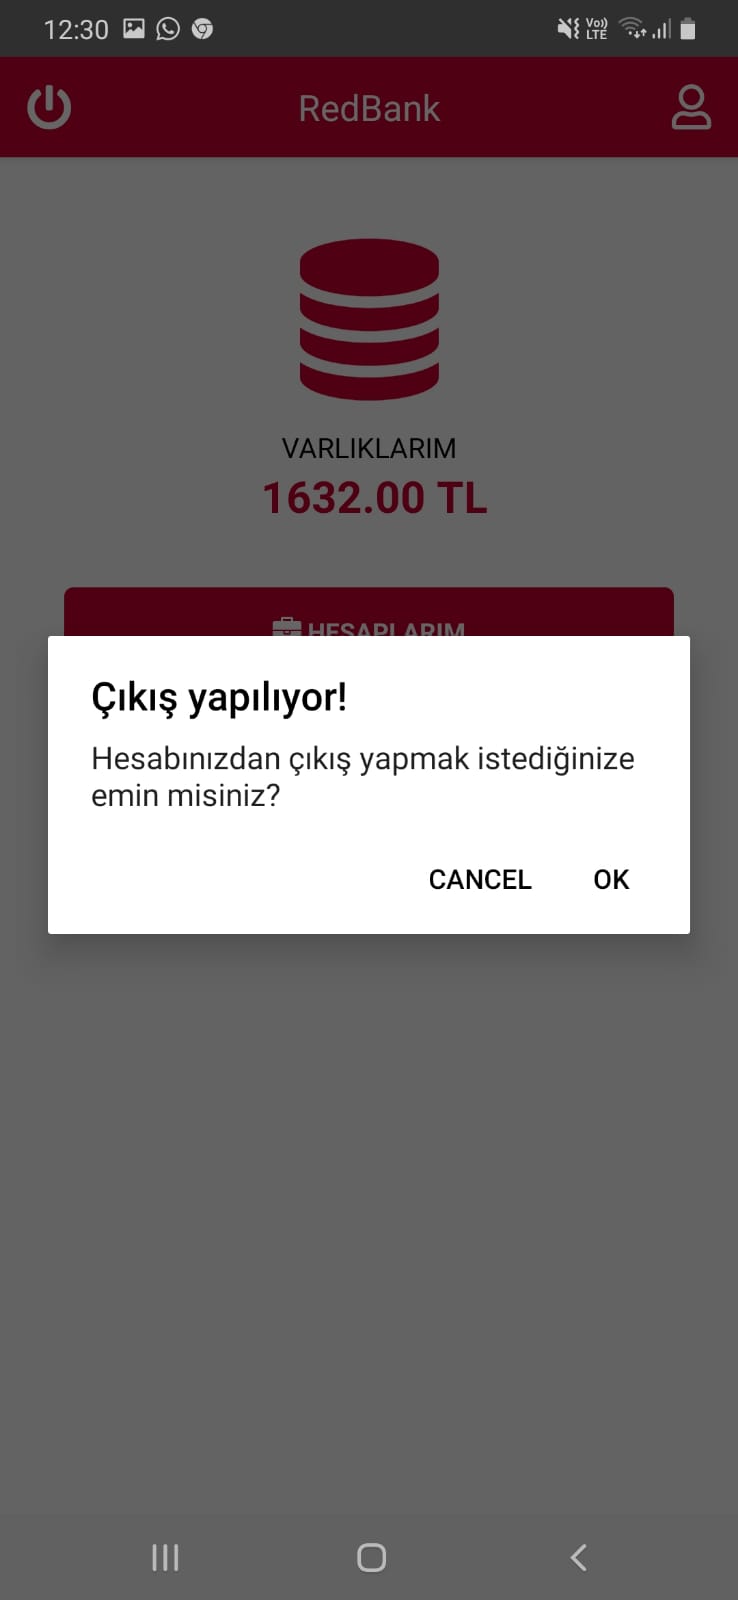 12:30
Vo))
LTE
RedBank
VARLIKLARIM
1632.00 TL
HESAPLARIM
Çıkış yapılıyor!
Hesabınızdan çıkış yapmak istediğinize
emin misiniz?
CANCEL
OK